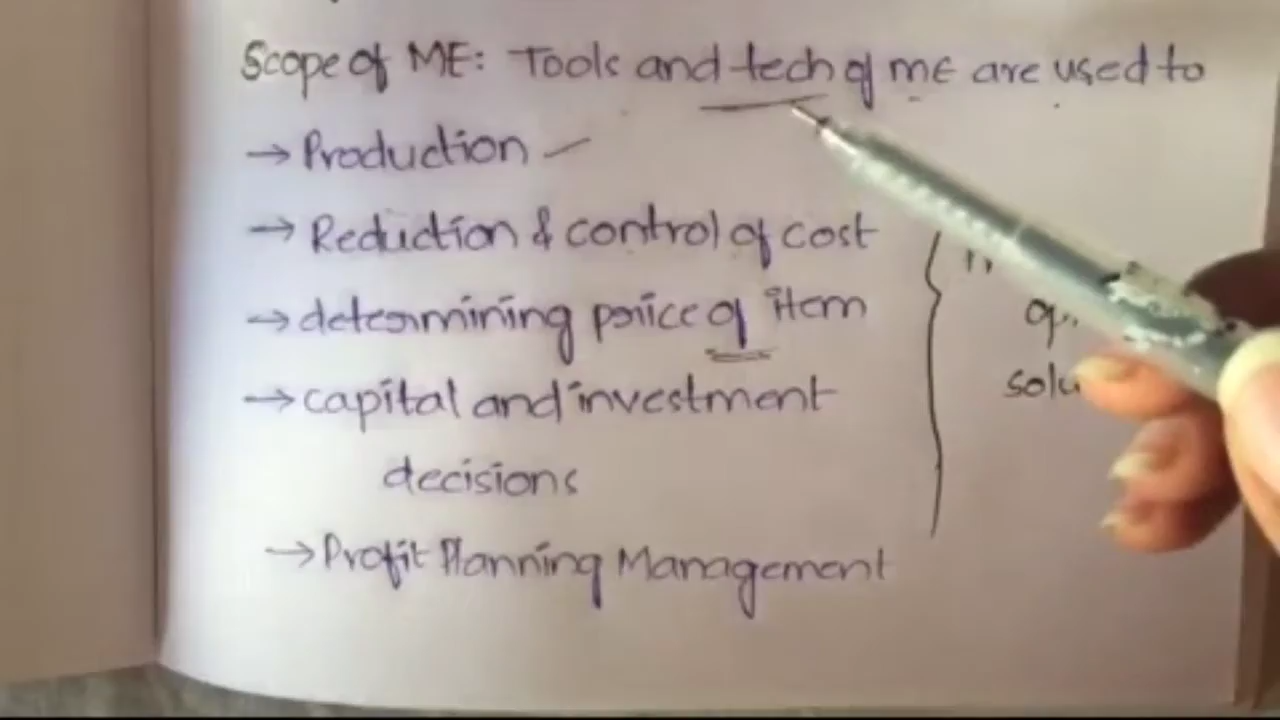 Scope of ME: Tools and tech of ME are used to
→ Production
→ Reduction & control of cost
→ determining price of item
→ capital and investment
decisions
→ Profit Planning Management